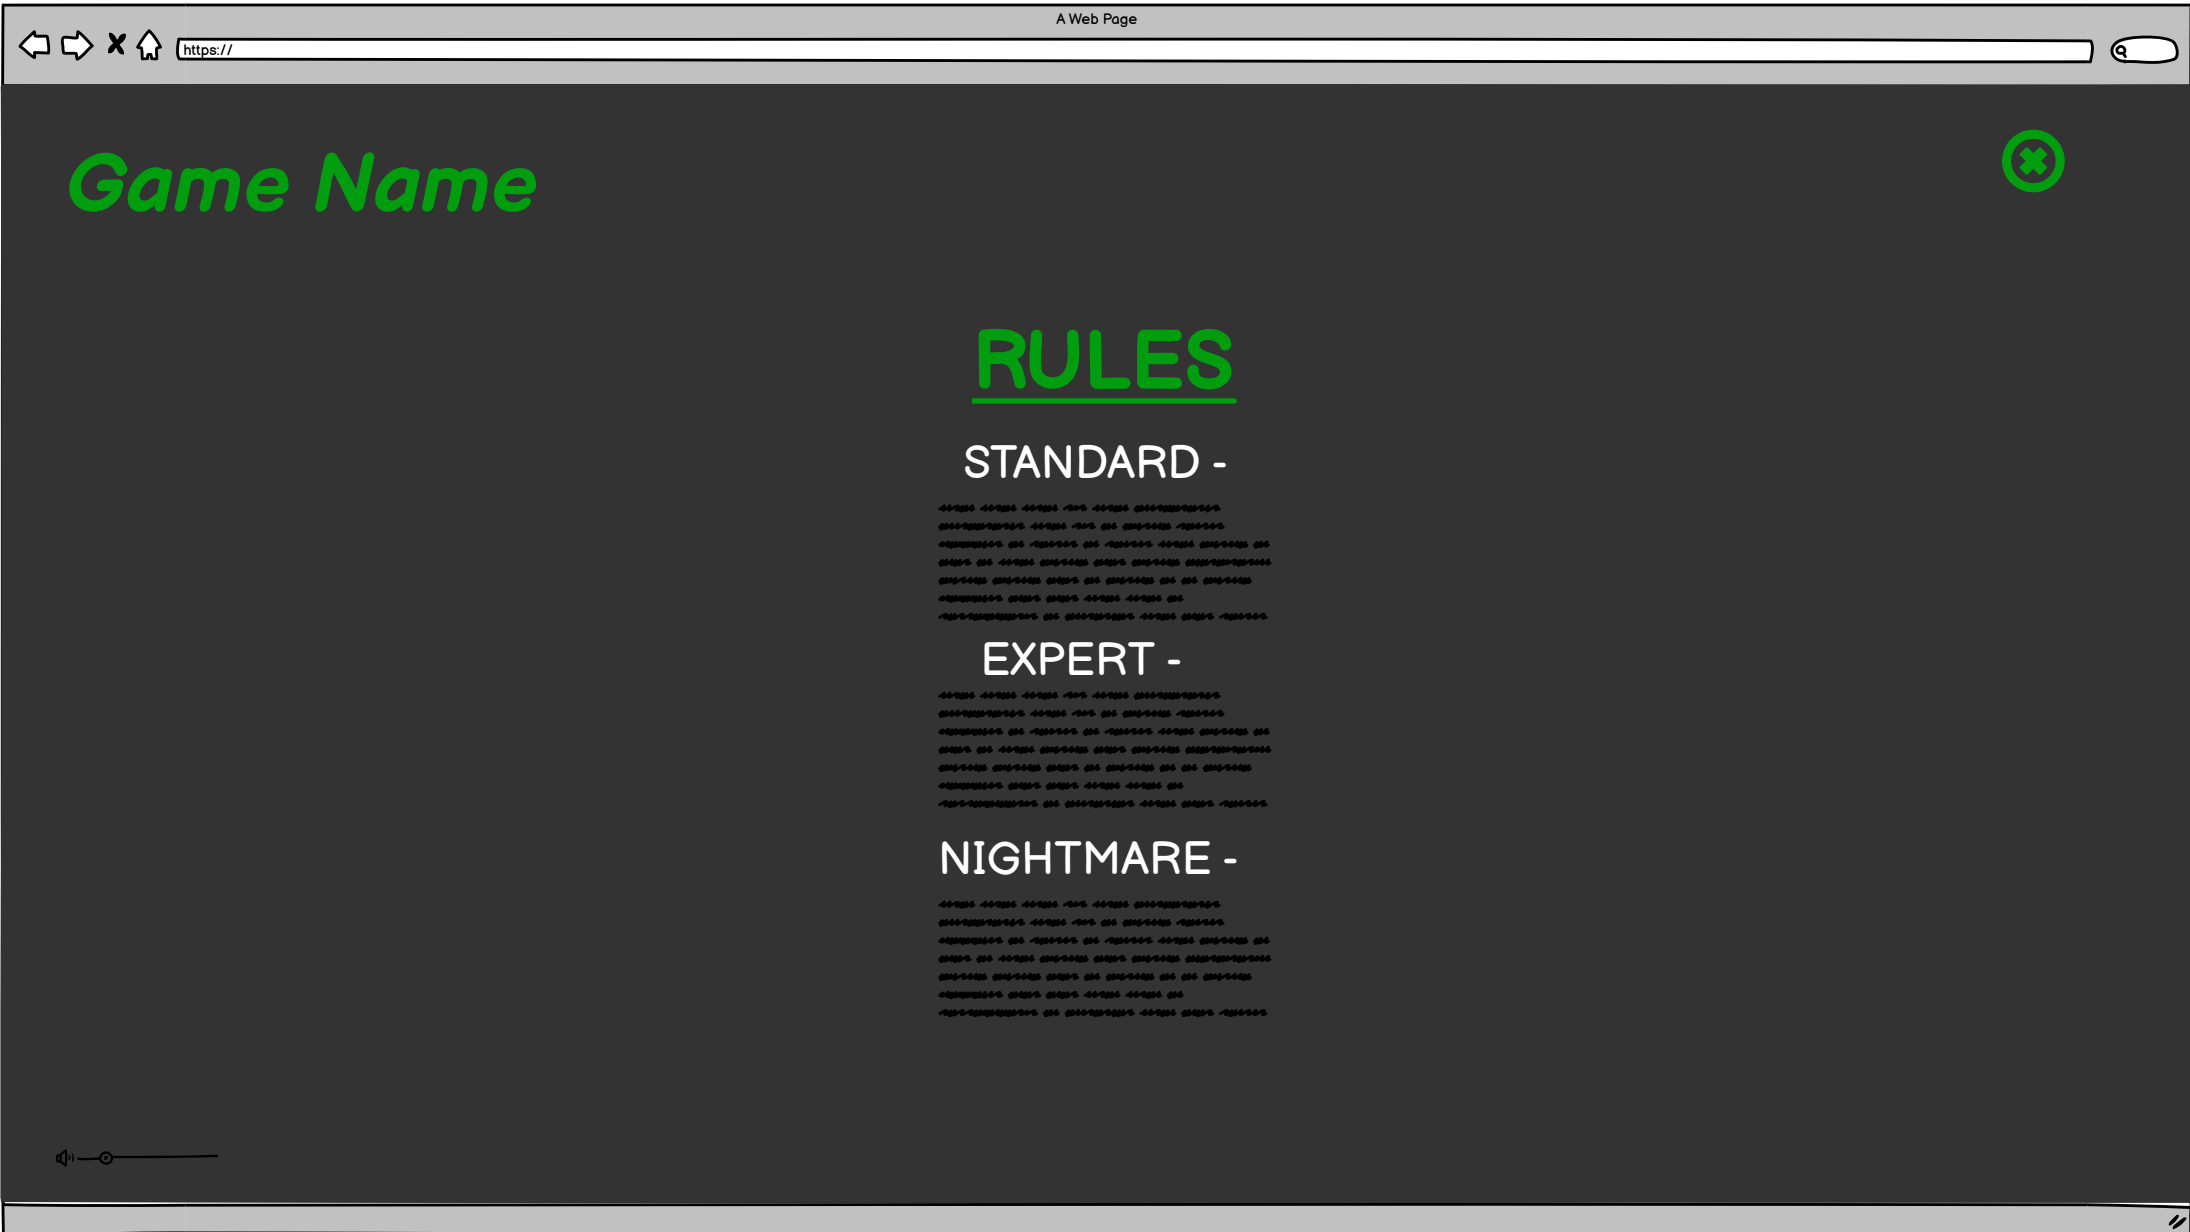 A Web Page
https://
Game Name
RULES
STANDARD -
EXPERT -
NIGHTMARE -